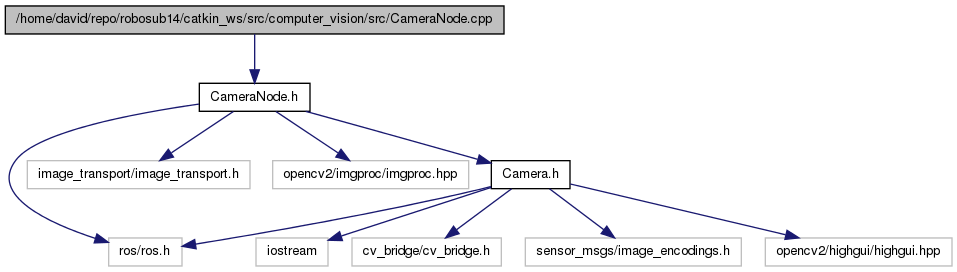 /home/david/repo/robosub14/catkin_ws/src/computer_vision/src/CameraNode.cpp
CameraNode.h
image_transport/image_transport.h
opencv2/imgproc/imgproc.hpp
Camera.h
ros/ros.h
iostream
cv_bridge/cv_bridge.h
sensor_msgs/image_encodings.h
opencv2/highgui/highgui.hpp